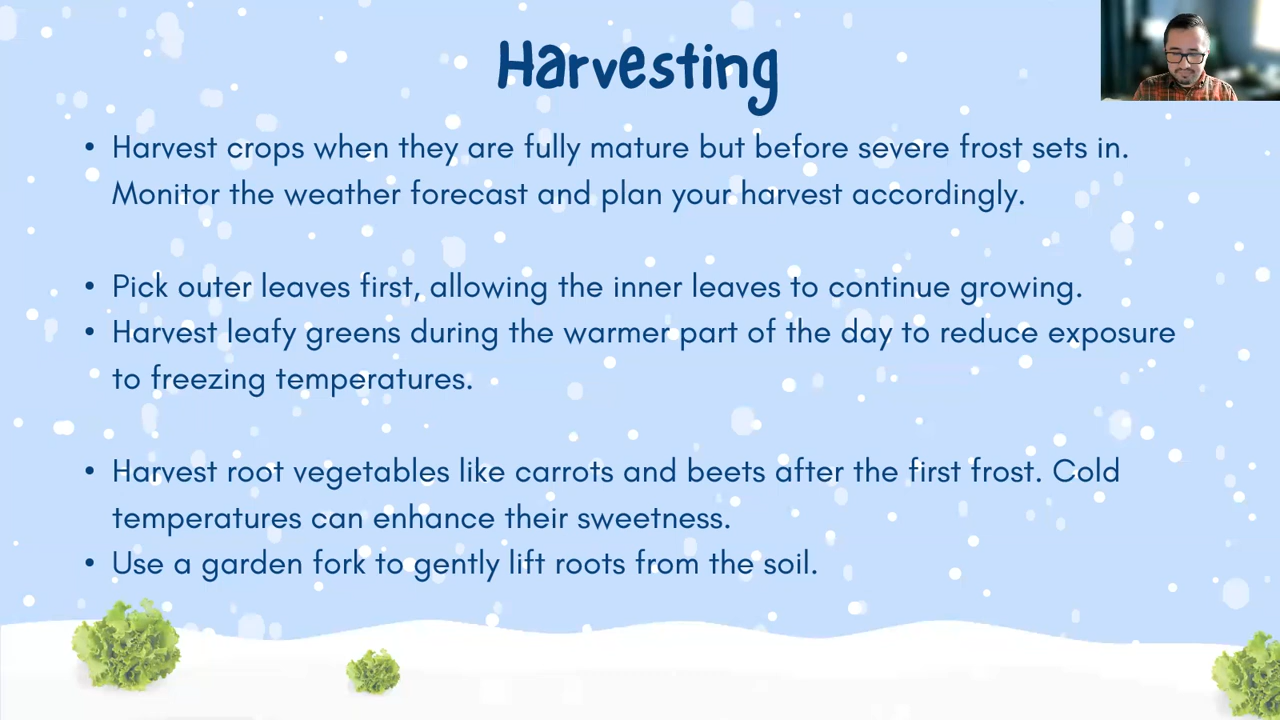 Harvesting
• Harvest crops when they are fully mature but before severe frost sets in.
Monitor the weather forecast and plan your harvest accordingly.
• Pick outer leaves first, allowing the inner leaves to continue growing.
• Harvest leafy greens during the warmer part of the day to reduce exposure
to freezing temperatures.
• Harvest root vegetables like carrots and beets after the first frost. Cold
temperatures can enhance their sweetness.
• Use a garden fork to gently lift roots from the soil.